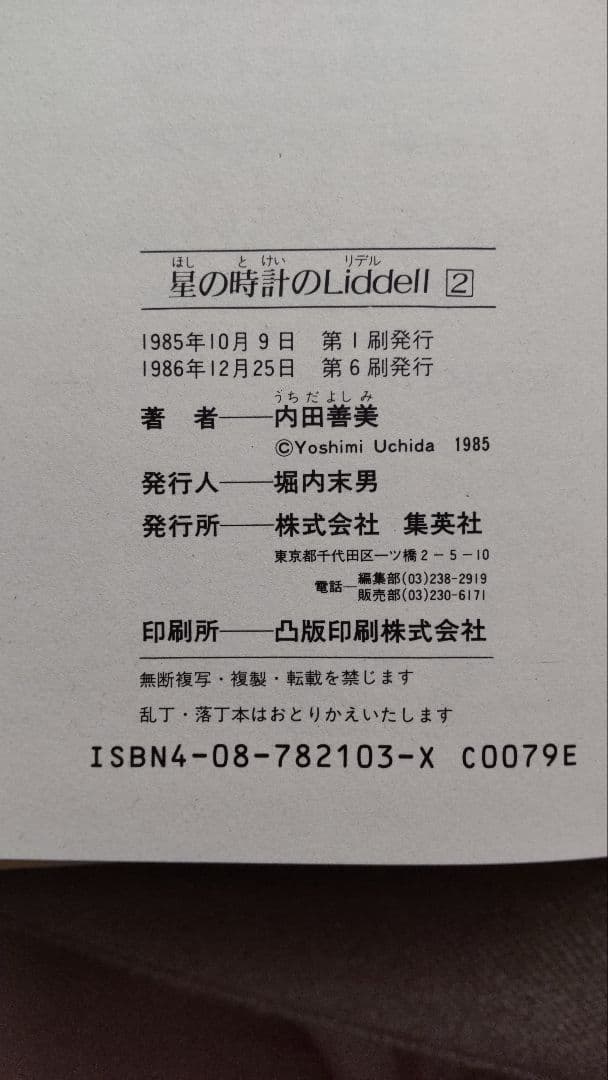 ほし と けい リデル
星の時計のLiddell 2
1985年10月9日 第1刷発行
1986年12月25日 第6刷発行
うち だ よし み
著 者——内田善美
©Yoshimi Uchida 1985
発行人——堀内末男
発行所——株式会社 集英社
東京都千代田区一ツ橋2-5-10
電話—編集部(03)238-2919
販売部(03)230-6171
印刷所——凸版印刷株式会社
無断複写・複製・転載を禁じます
乱丁・落丁本はおとりかえいたします
ISBN4-08-782103-X C0079E